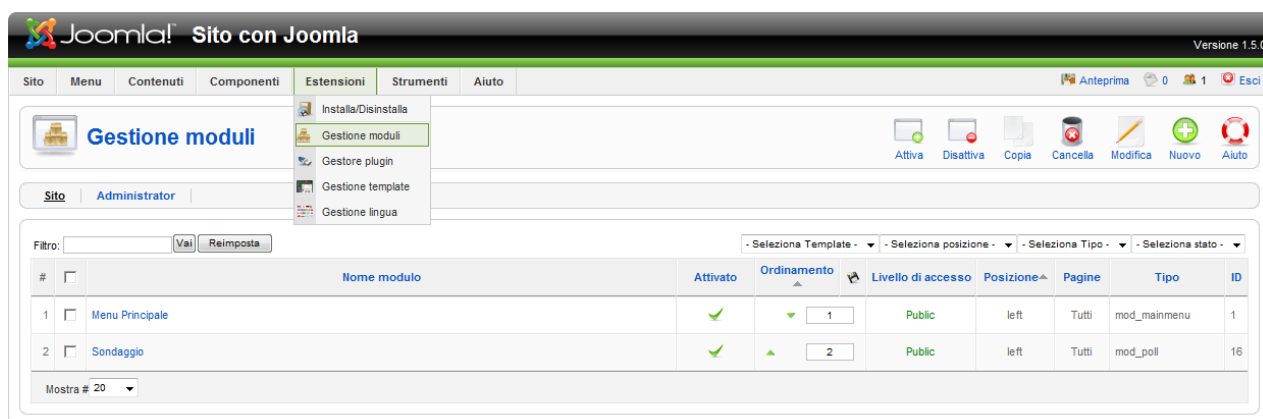 Joomla!™ Sito con Joomla
Versione 1.5.0
Sito Menu Contenuti Componenti Estensioni Strumenti Aiuto Anteprima 0 1 Esci
Installa/Disinstalla
Gestione moduli
Gestore plugin
Gestione template
Gestione lingua
Gestione moduli
Attiva Disattiva Copia Cancella Modifica Nuovo Aiuto
Sito Administrator
Filtro: Vai Reimposta - Seleziona Template - - Seleziona posizione - - Seleziona Tipo - - Seleziona stato -
# Nome modulo Attivato Ordinamento Livello di accesso Posizione Pagine Tipo ID
1 Menu Principale 1 Public left Tutti mod_mainmenu 1
2 Sondaggio 2 Public left Tutti mod_poll 16
Mostra # 20